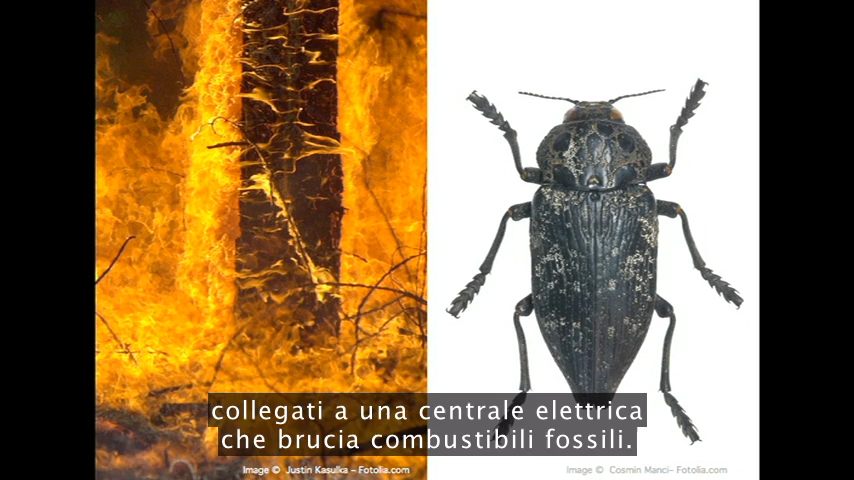 collegati a una centrale elettrica
che brucia combustibili fossili.
Image © Justin Kasulka – Fotolia.com
Image © Cosmin Manci– Fotolia.com